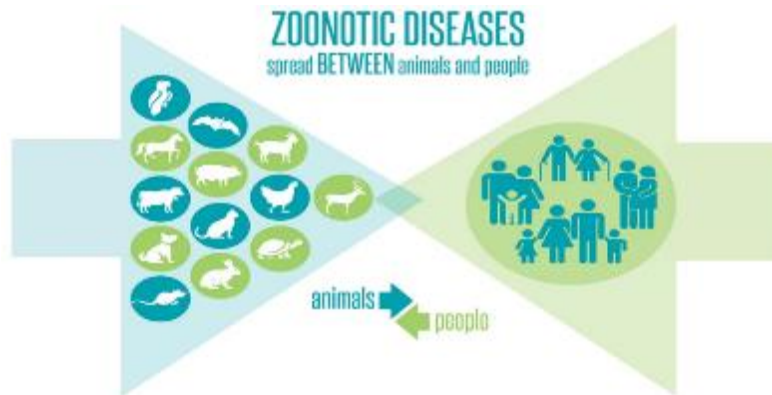 ZOONOTIC DISEASES
spread BETWEEN animals and people
animals
people